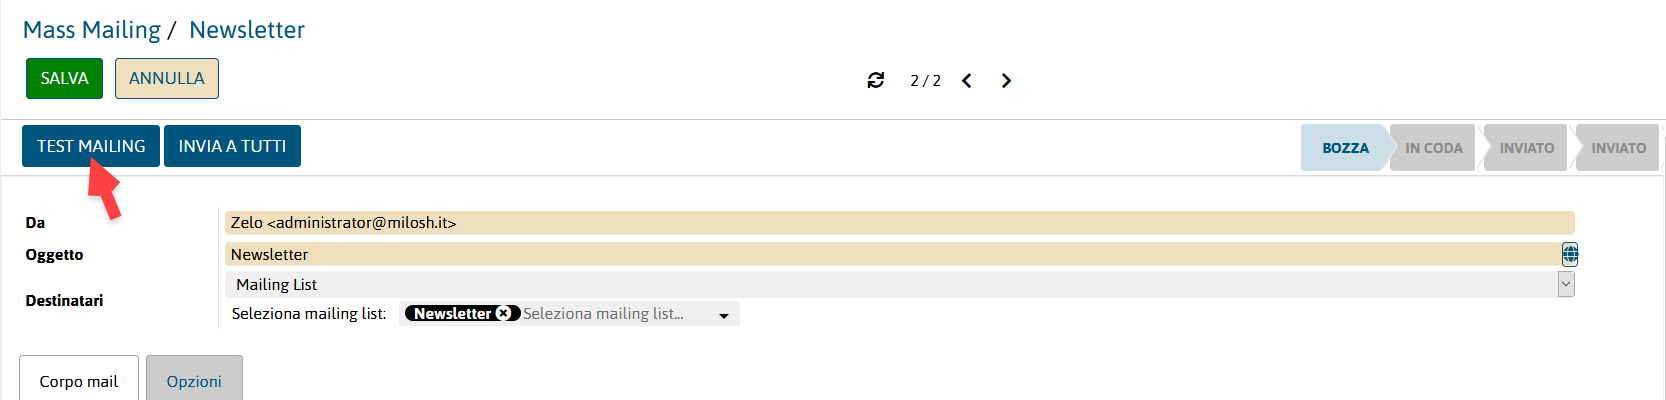 Mass Mailing / Newsletter
SALVA ANNULLA 2 / 2
TEST MAILING INVIA A TUTTI BOZZA IN CODA INVIATO INVIATO
Da Zelo <administrator@milosh.it>
Oggetto Newsletter
Mailing List
Destinatari
Seleziona mailing list: Newsletter Seleziona mailing list...
Corpo mail Opzioni